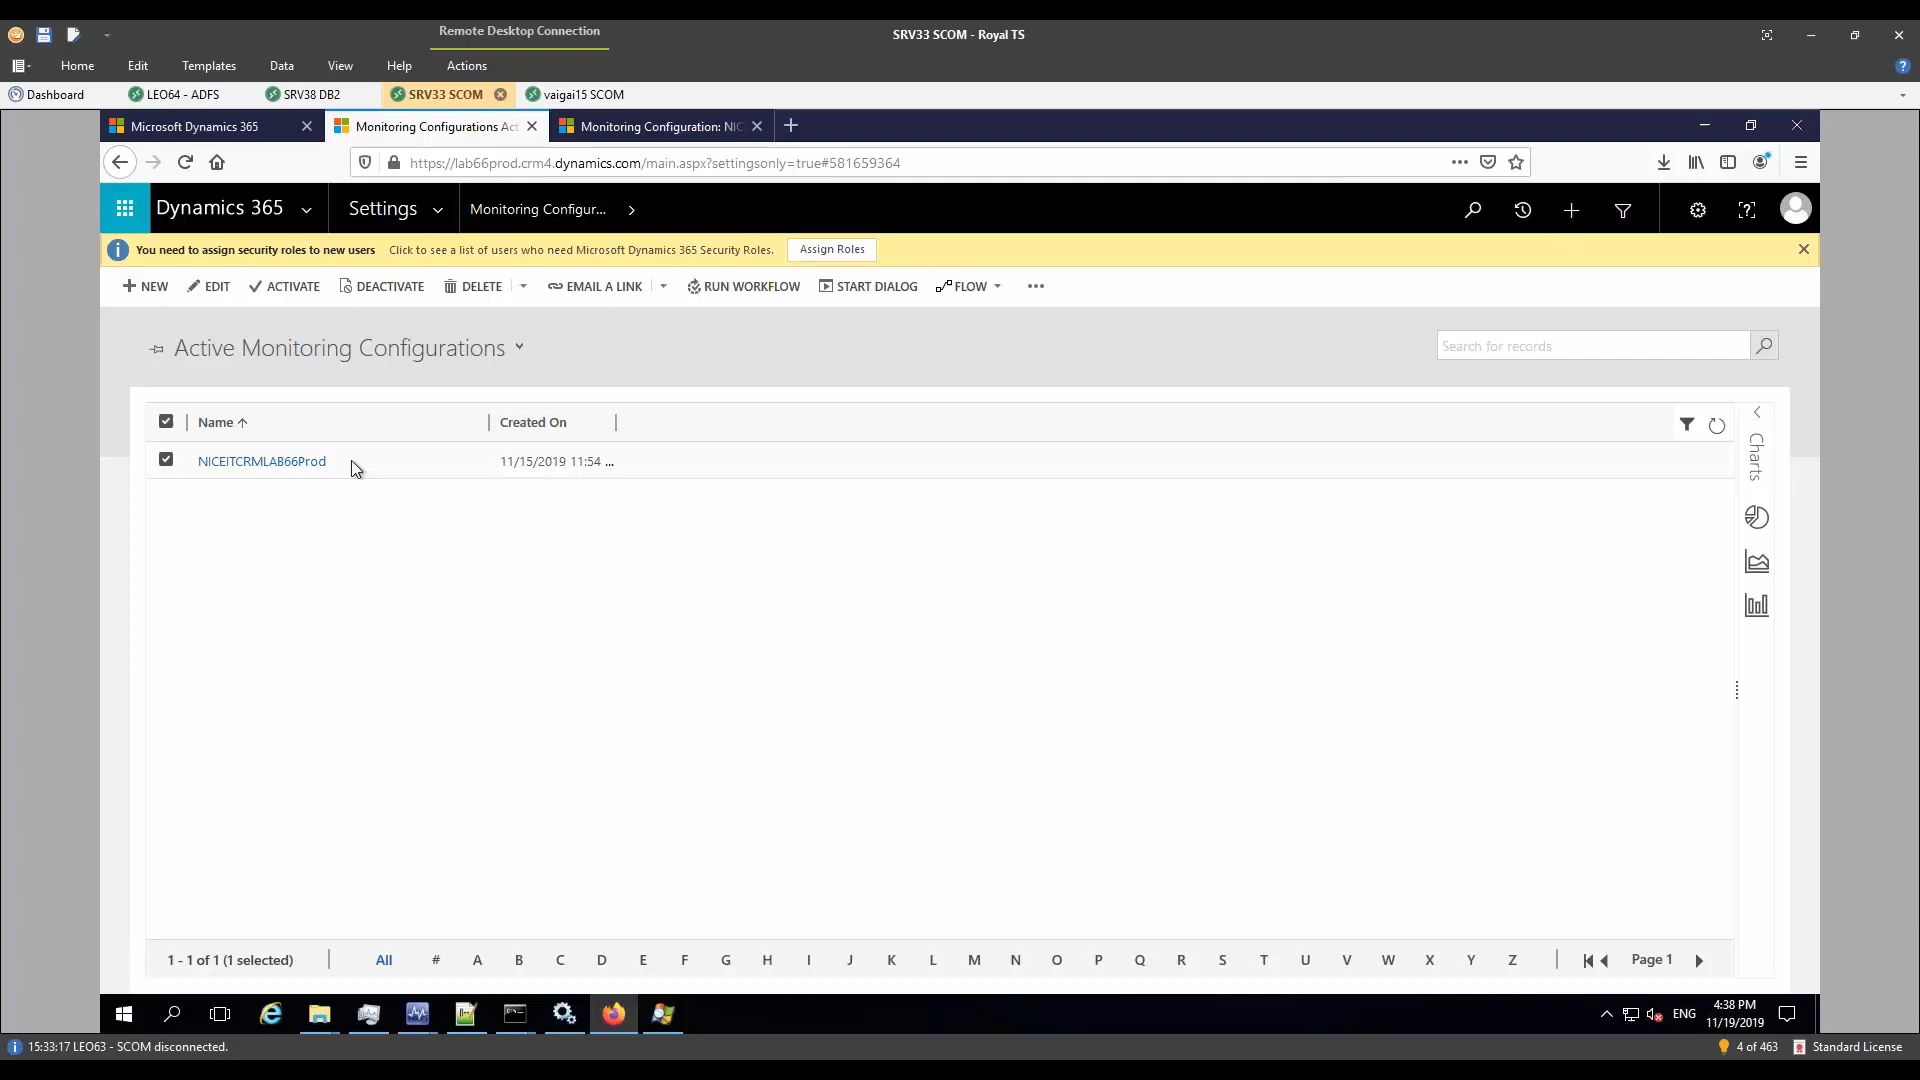 Remote Desktop Connection
SRV33 SCOM - Royal TS
Home Edit Templates Data View Help Actions
Dashboard LEO64 - ADFS SRV38 DB2 SRV33 SCOM vaigai15 SCOM
Microsoft Dynamics 365 Monitoring Configurations Act Monitoring Configuration: NIC
https://lab66prod.crm4.dynamics.com/main.aspx?settingsonly=true#581659364
Dynamics 365 Settings Monitoring Configur...
You need to assign security roles to new users Click to see a list of users who need Microsoft Dynamics 365 Security Roles. Assign Roles
NEW EDIT ACTIVATE DEACTIVATE DELETE EMAIL A LINK RUN WORKFLOW START DIALOG FLOW
Active Monitoring Configurations
Search for records
Name Created On
NICEITCRMLAB66Prod 11/15/2019 11:54 ...
Charts
1 - 1 of 1 (1 selected) All # A B C D E F G H I J K L M N O P Q R S T U V W X Y Z Page 1
ENG 4:38 PM
11/19/2019
15:33:17 LEO63 - SCOM disconnected. 4 of 463 Standard License